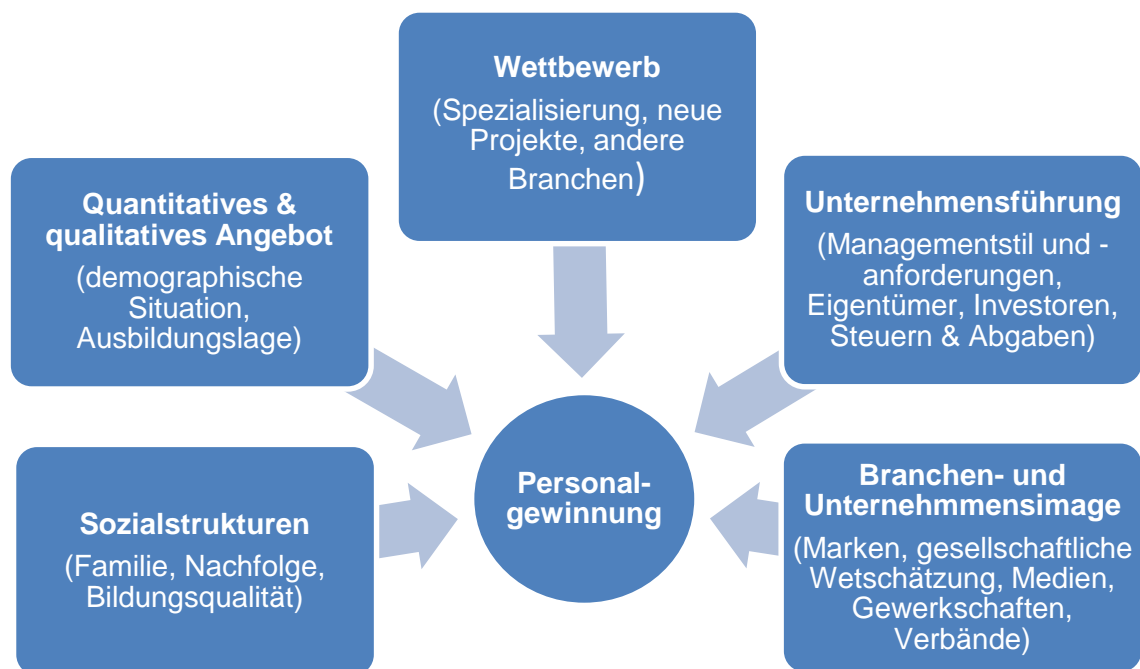 Wettbewerb
(Spezialisierung, neue
Projekte, andere
Branchen)
Quantitatives &
qualitatives Angebot
(demographische
Situation,
Ausbildungslage)
Unternehmensführung
(Managementstil und -
anforderungen,
Eigentümer, Investoren,
Steuern & Abgaben)
Sozialstrukturen
(Familie, Nachfolge,
Bildungsqualität)
Personal-
gewinnung
Branchen- und
Unternehmmensimage
(Marken, gesellschaftliche
Wetschätzung, Medien,
Gewerkschaften,
Verbände)